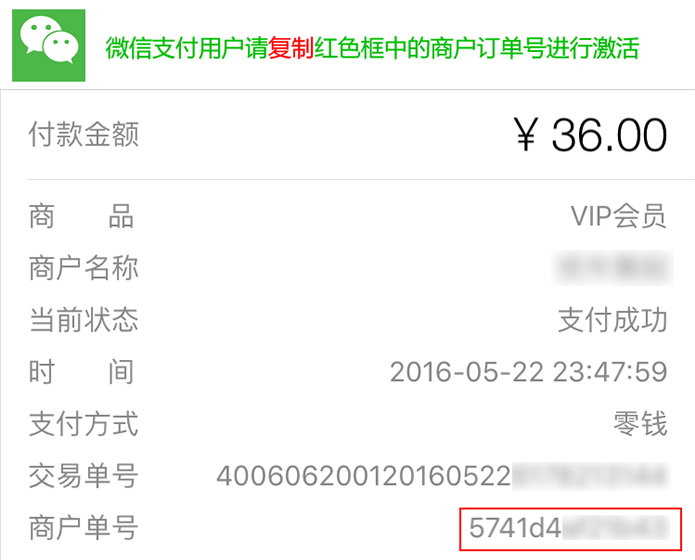 微信支付用户请复制红色框中的商户订单号进行激活
付款金额 ¥ 36.00
商 品 VIP会员
商户名称
当前状态 支付成功
时 间 2016-05-22 23:47:59
支付方式 零钱
交易单号 400606200120160522
商户单号 5741d4